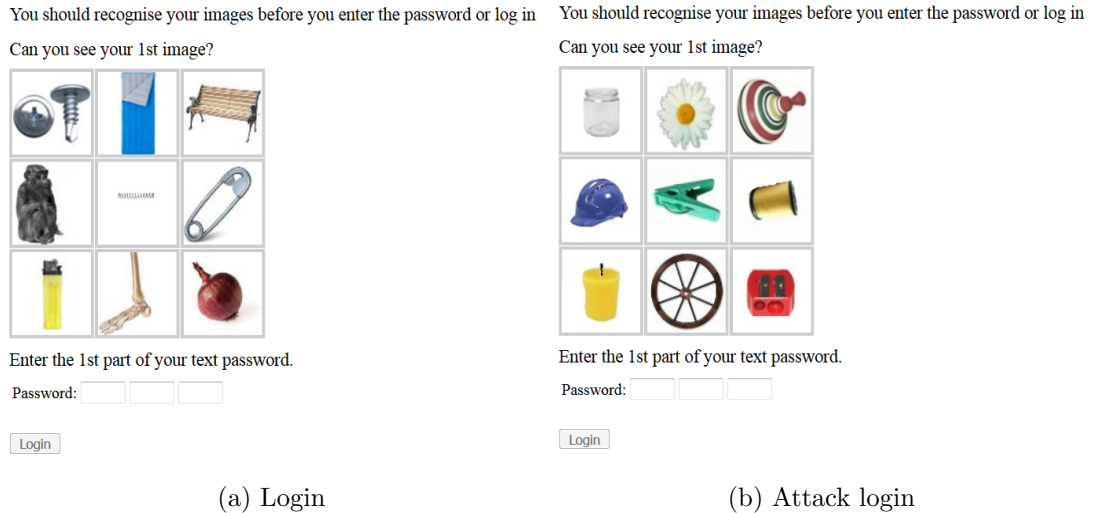 You should recognise your images before you enter the password or log in
Can you see your 1st image?
Enter the 1st part of your text password.
Password:
Login
(a) Login
You should recognise your images before you enter the password or log in
Can you see your 1st image?
Enter the 1st part of your text password.
Password:
Login
(b) Attack login